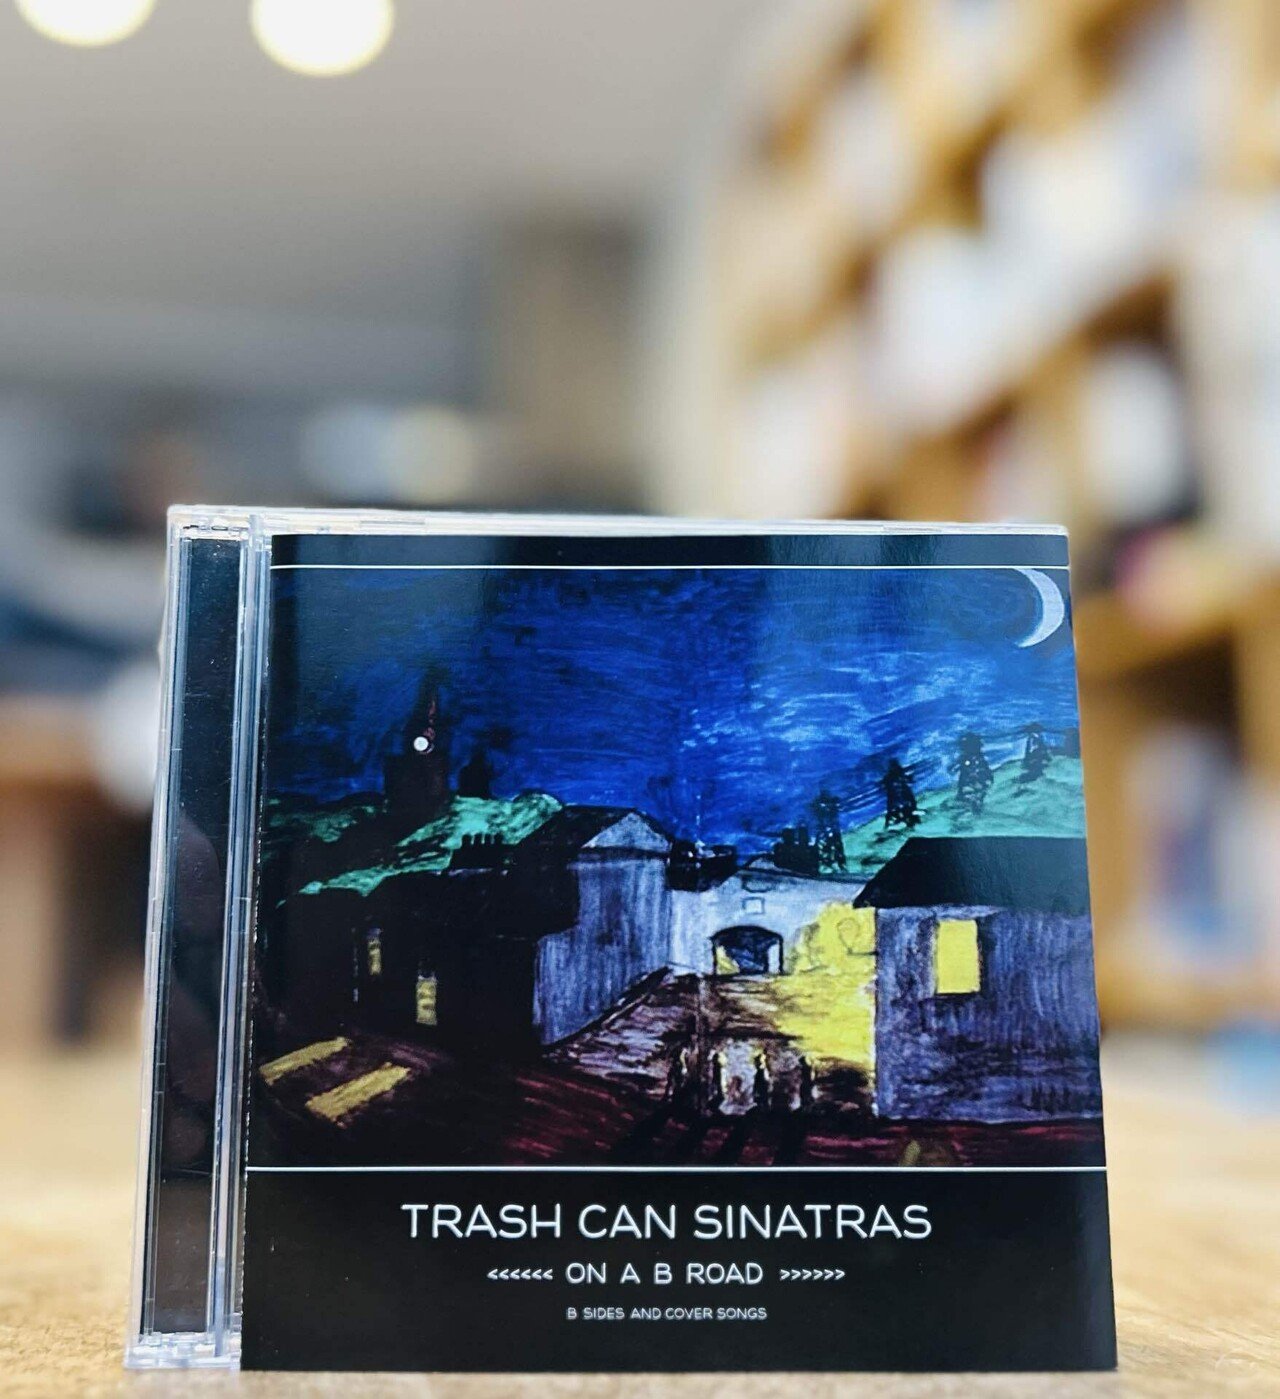 TRASH CAN SINATRAS
<<<<<< ON A B ROAD >>>>>>
B SIDES AND COVER SONGS